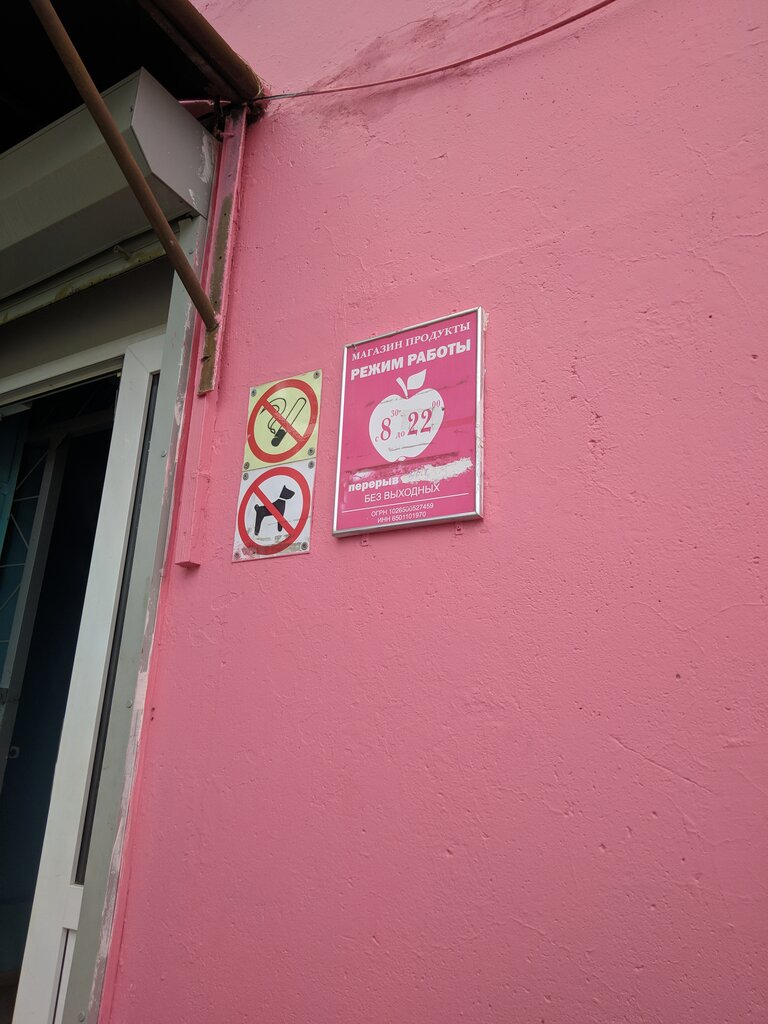 МАГАЗИН ПРОДУКТЫ
РЕЖИМ РАБОТЫ
с 8 30 до 22 00
перерыв
БЕЗ ВЫХОДНЫХ
ОГРН 1026500527459
ИНН 6501101970